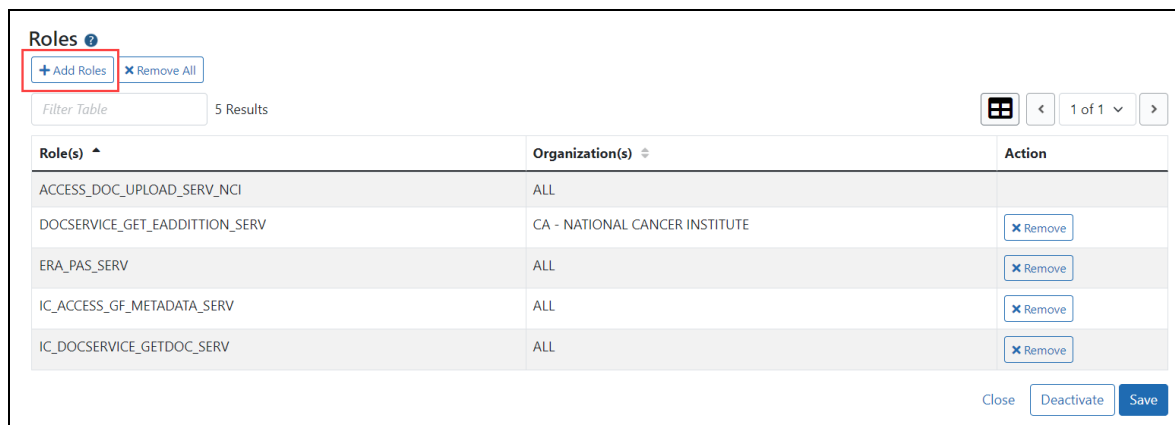 Roles ?
+ Add Roles × Remove All
Filter Table 5 Results < 1 of 1 >
Role(s) Organization(s) Action
ACCESS_DOC_UPLOAD_SERV_NCI ALL
DOCSERVICE_GET_EADDITTION_SERV CA - NATIONAL CANCER INSTITUTE × Remove
ERA_PAS_SERV ALL × Remove
IC_ACCESS_GF_METADATA_SERV ALL × Remove
IC_DOCSERVICE_GETDOC_SERV ALL × Remove
Close Deactivate Save